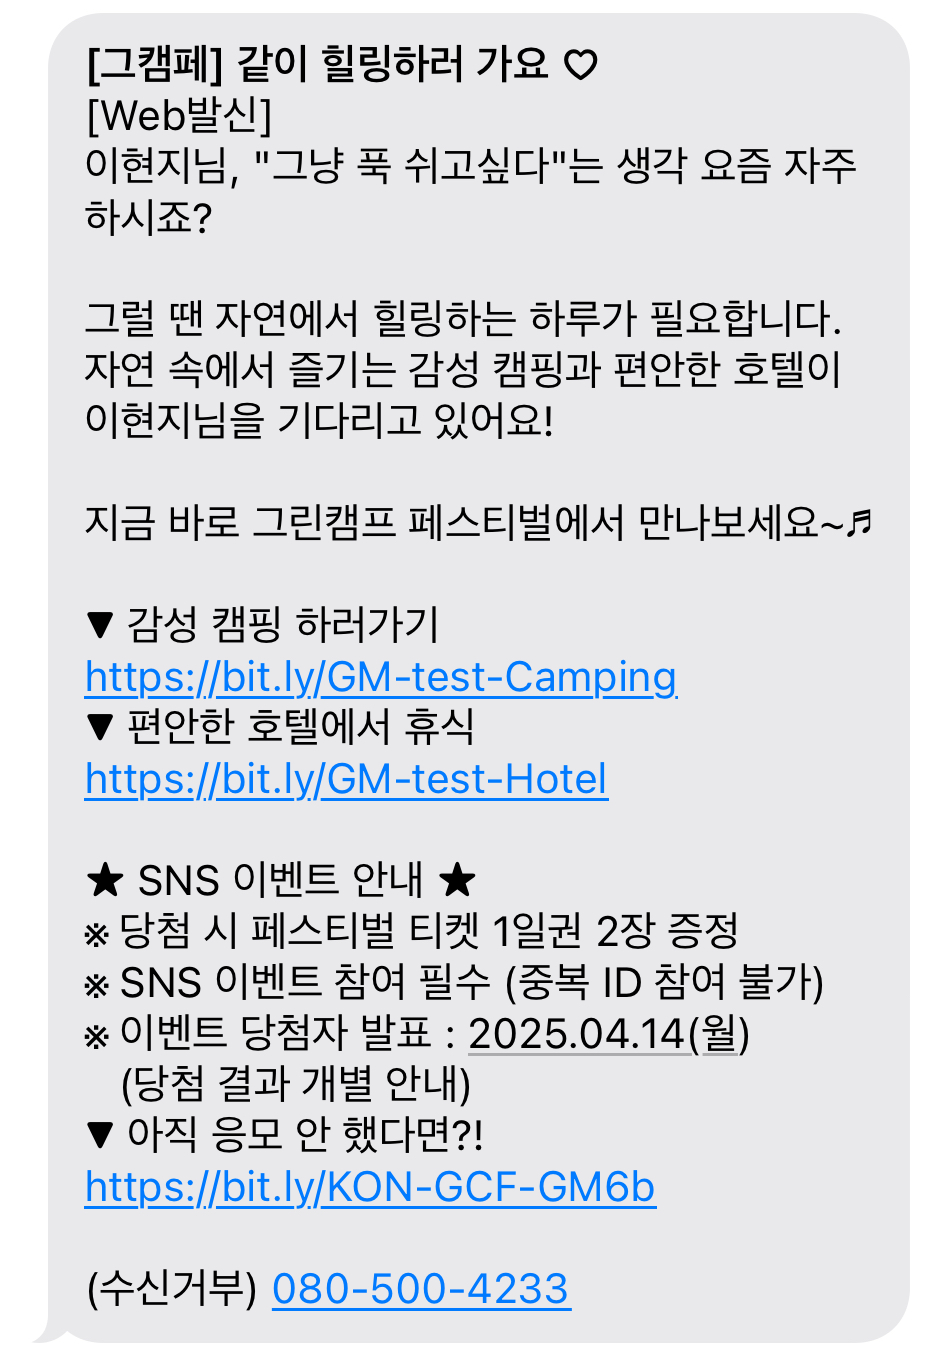 [그캠페] 같이 힐링하러 가요 ♡
[Web발신]
이현지님, "그냥 푹 쉬고싶다"는 생각 요즘 자주
하시죠?
그럴 땐 자연에서 힐링하는 하루가 필요합니다.
자연 속에서 즐기는 감성 캠핑과 편안한 호텔이
이현지님을 기다리고 있어요!
지금 바로 그린캠프 페스티벌에서 만나보세요~♬
▼ 감성 캠핑 하러가기
https://bit.ly/GM-test-Camping
▼ 편안한 호텔에서 휴식
https://bit.ly/GM-test-Hotel
★ SNS 이벤트 안내 ★
※ 당첨 시 페스티벌 티켓 1일권 2장 증정
※ SNS 이벤트 참여 필수 (중복 ID 참여 불가)
※ 이벤트 당첨자 발표 : 2025.04.14(월)
(당첨 결과 개별 안내)
▼ 아직 응모 안 했다면?!
https://bit.ly/KON-GCF-GM6b
(수신거부) 080-500-4233